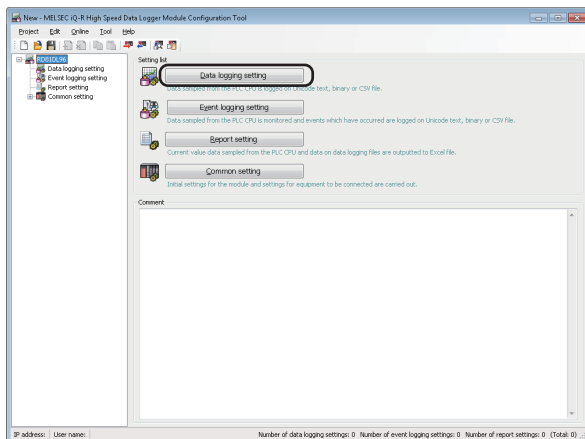 New - MELSEC iQ-R High Speed Data Logger Module Configuration Tool
Project Edit Online Tool Help
RD81DL96
Data logging setting
Event logging setting
Report setting
Common setting
Setting list
Data logging setting
Data sampled from the PLC CPU is logged on Unicode text, binary or CSV file.
Event logging setting
Data sampled from the PLC CPU is monitored and events which have occurred are logged on Unicode text, binary or CSV file.
Report setting
Current value data sampled from the PLC CPU and data on data logging files are outputted to Excel file.
Common setting
Initial settings for the module and settings for equipment to be connected are carried out.
Comment
IP address: User name: Number of data logging settings: 0 Number of event logging settings: 0 Number of report settings: 0 (Total: 0)